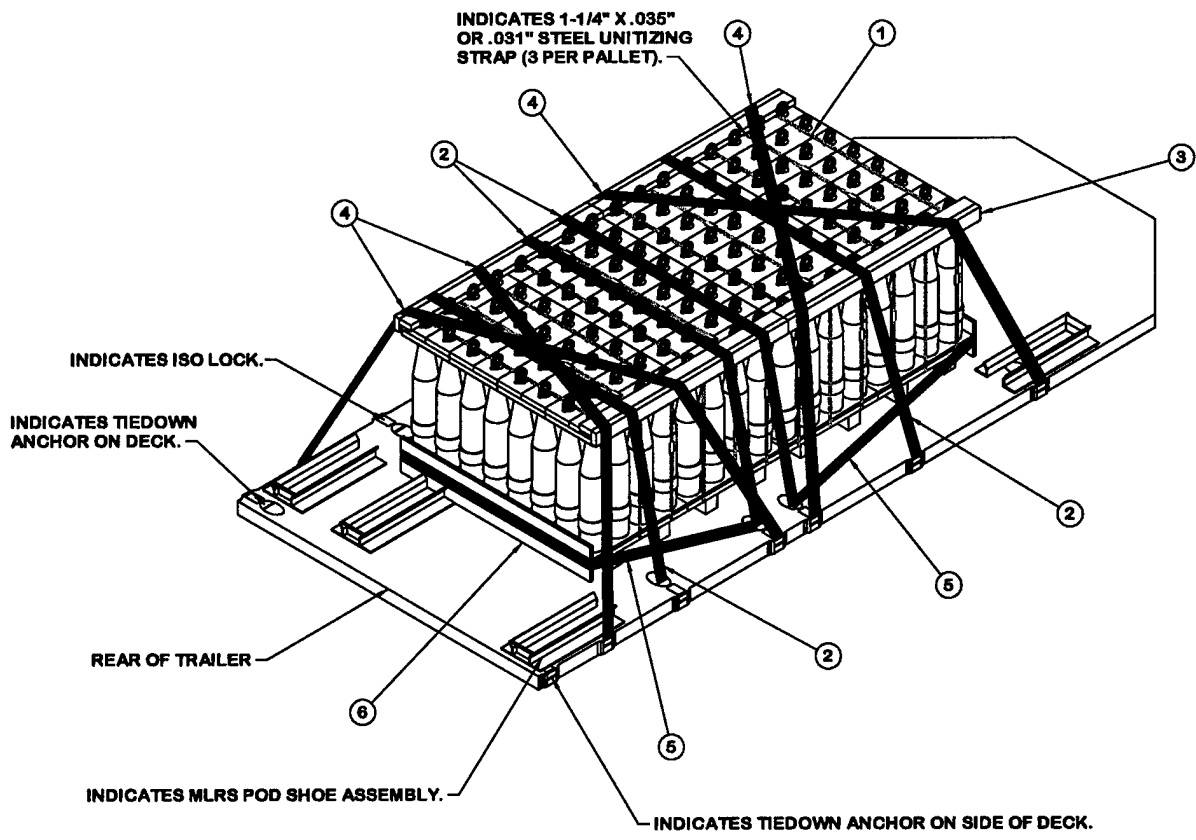 INDICATES 1-1/4" X .035"
OR .031" STEEL UNITIZING
STRAP (3 PER PALLET).
4
1
4
2
3
4
INDICATES ISO LOCK.
INDICATES TIEDOWN
ANCHOR ON DECK.
2
5
REAR OF TRAILER
2
6
5
INDICATES MLRS POD SHOE ASSEMBLY.
INDICATES TIEDOWN ANCHOR ON SIDE OF DECK.